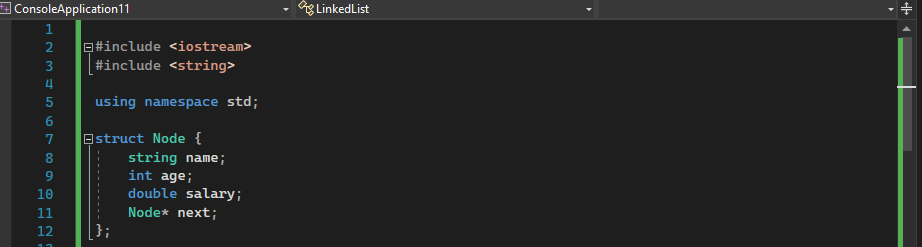 ConsoleApplication11 LinkedList
1
2 #include <iostream>
3 #include <string>
4
5 using namespace std;
6
7 struct Node {
8 string name;
9 int age;
10 double salary;
11 Node* next;
12 };